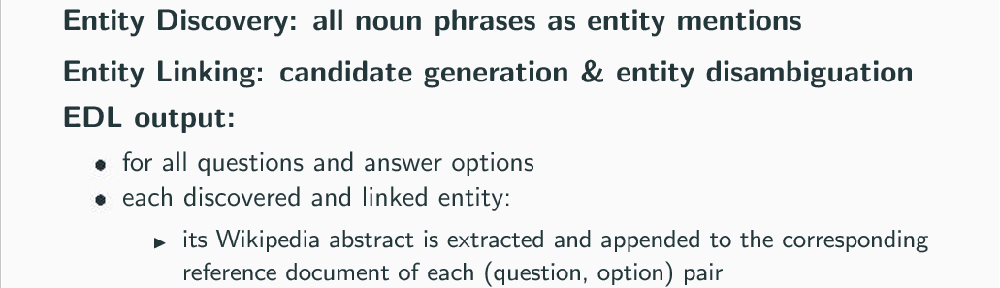 Entity Discovery: all noun phrases as entity mentions
Entity Linking: candidate generation & entity disambiguation
EDL output:
● for all questions and answer options
● each discovered and linked entity:
► its Wikipedia abstract is extracted and appended to the corresponding
reference document of each (question, option) pair